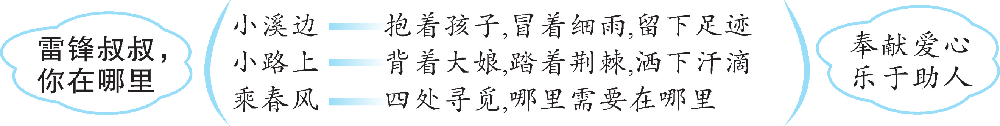 雷锋叔叔,
你在哪里
小溪边 抱着孩子,冒着细雨,留下足迹
小路上 背着大娘,踏着荆棘,洒下汗滴
乘春风 四处寻觅,哪里需要在哪里
奉献爱心
乐于助人